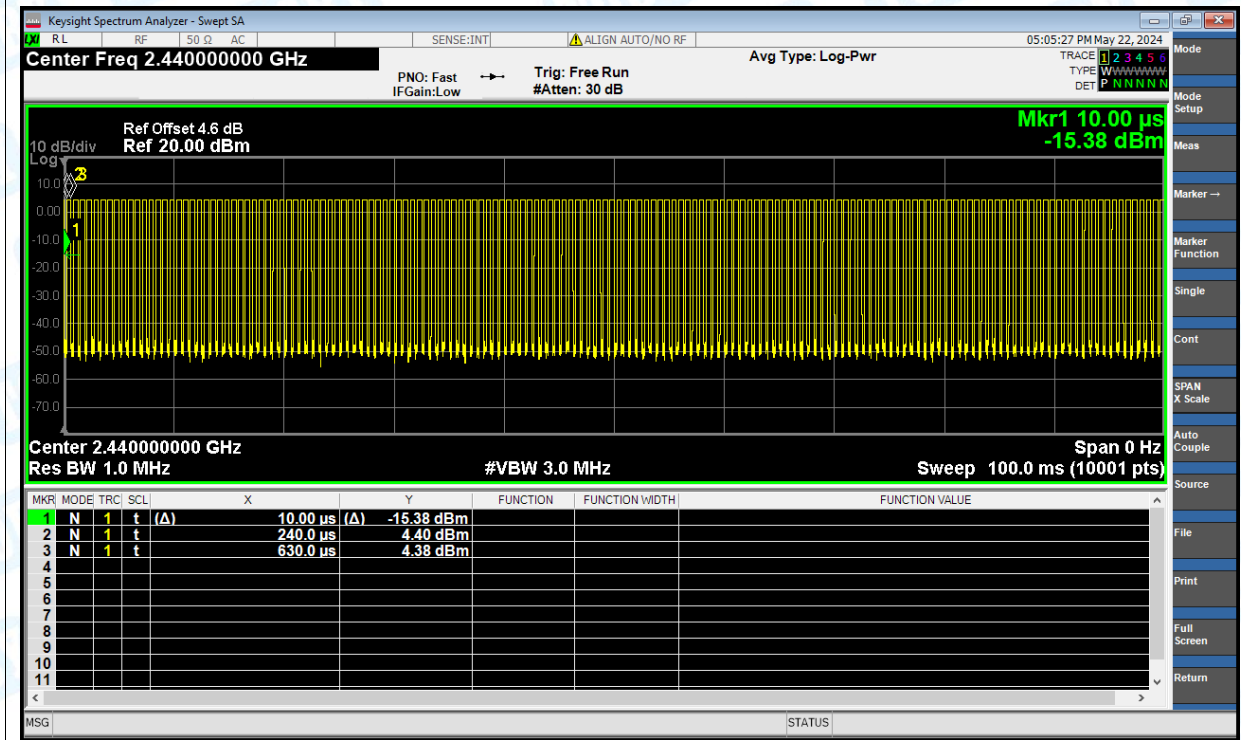 Keysight Spectrum Analyzer - Swept SA
LXI RL RF 50 Ω AC SENSE:INT ALIGN AUTO/NO RF 05:05:27 PM May 22, 2024
Center Freq 2.440000000 GHz
PNO: Fast
IFGain:Low
Trig: Free Run
#Atten: 30 dB
Avg Type: Log-Pwr
TRACE 1 2 3 4 5 6
TYPE WWWWWWW
DET P N N N N N
Ref Offset 4.6 dB
Mkr1 10.00 µs
10 dB/div Ref 20.00 dBm
-15.38 dBm
Log
10.0
0.00
-10.0
-20.0
-30.0
-40.0
-50.0
-60.0
-70.0
2 3
1
Center 2.440000000 GHz Span 0 Hz
Res BW 1.0 MHz #VBW 3.0 MHz Sweep 100.0 ms (10001 pts)
MKR MODE TRC SCL X Y FUNCTION FUNCTION WIDTH FUNCTION VALUE
1 N 1 t (Δ) 10.00 µs (Δ) -15.38 dBm
2 N 1 t 240.0 µs 4.40 dBm
3 N 1 t 630.0 µs 4.38 dBm
4
5
6
7
8
9
10
11
MSG STATUS
Mode
Mode
Setup
Meas
Marker →
Marker
Function
Single
Cont
SPAN
X Scale
Auto
Couple
Source
File
Print
Full
Screen
Return